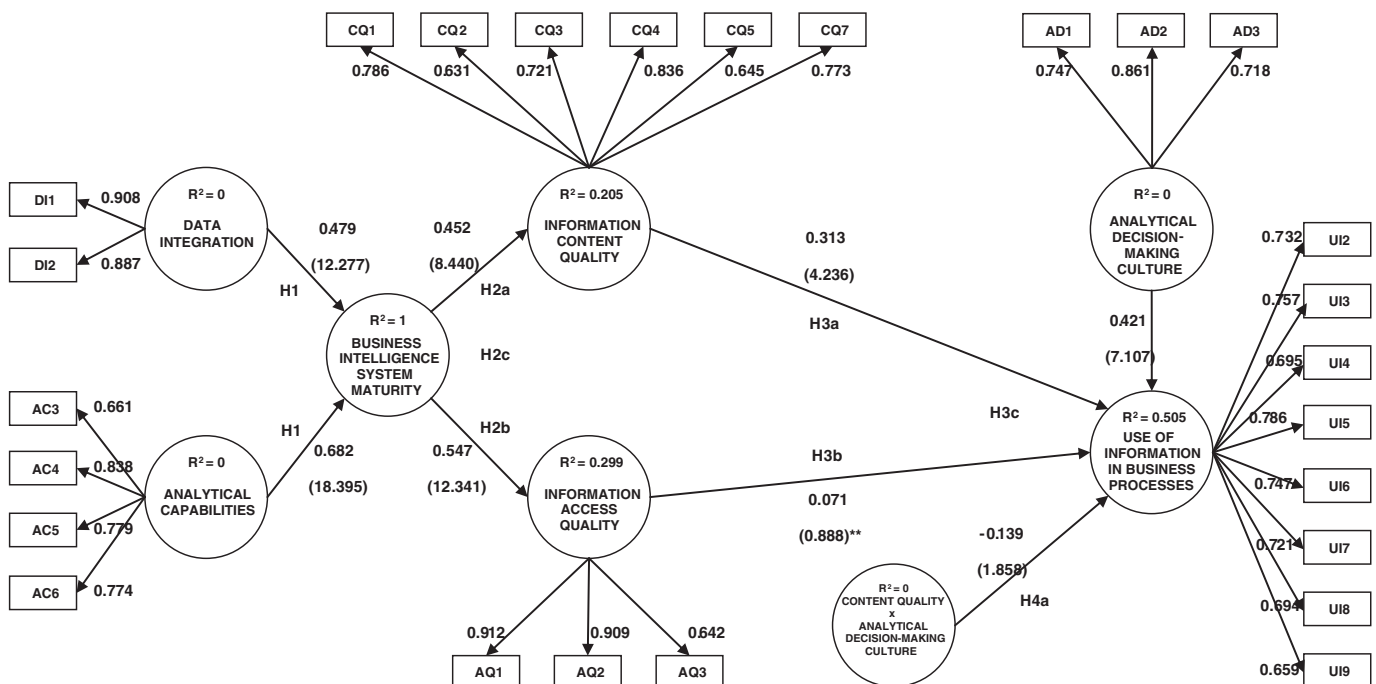 CQ1
CQ2
CQ3
CQ4
CQ5
CQ7
0.786
0.631
0.721
0.836
0.645
0.773
AD1
AD2
AD3
0.747
0.861
0.718
DI1
DI2
0.908
0.887
R² = 0
DATA
INTEGRATION
0.479
(12.277)
H1
R² = 1
BUSINESS
INTELLIGENCE
SYSTEM
MATURITY
0.452
(8.440)
H2a
H2c
H2b
0.547
(12.341)
R² = 0.205
INFORMATION
CONTENT
QUALITY
0.313
(4.236)
H3a
R² = 0
ANALYTICAL
DECISION-
MAKING
CULTURE
0.421
(7.107)
AC3
AC4
AC5
AC6
0.661
0.838
0.779
0.774
R² = 0
ANALYTICAL
CAPABILITIES
H1
0.682
(18.395)
R² = 0.299
INFORMATION
ACCESS
QUALITY
0.912
0.909
0.642
AQ1
AQ2
AQ3
H3c
H3b
0.071
(0.888)**
R² = 0.505
USE OF
INFORMATION
IN BUSINESS
PROCESSES
-0.139
(1.858)
H4a
R² = 0
CONTENT QUALITY
x
ANALYTICAL
DECISION-MAKING
CULTURE
0.732
UI2
0.757
UI3
0.695
UI4
0.786
UI5
0.747
UI6
0.721
UI7
0.694
UI8
0.659
UI9